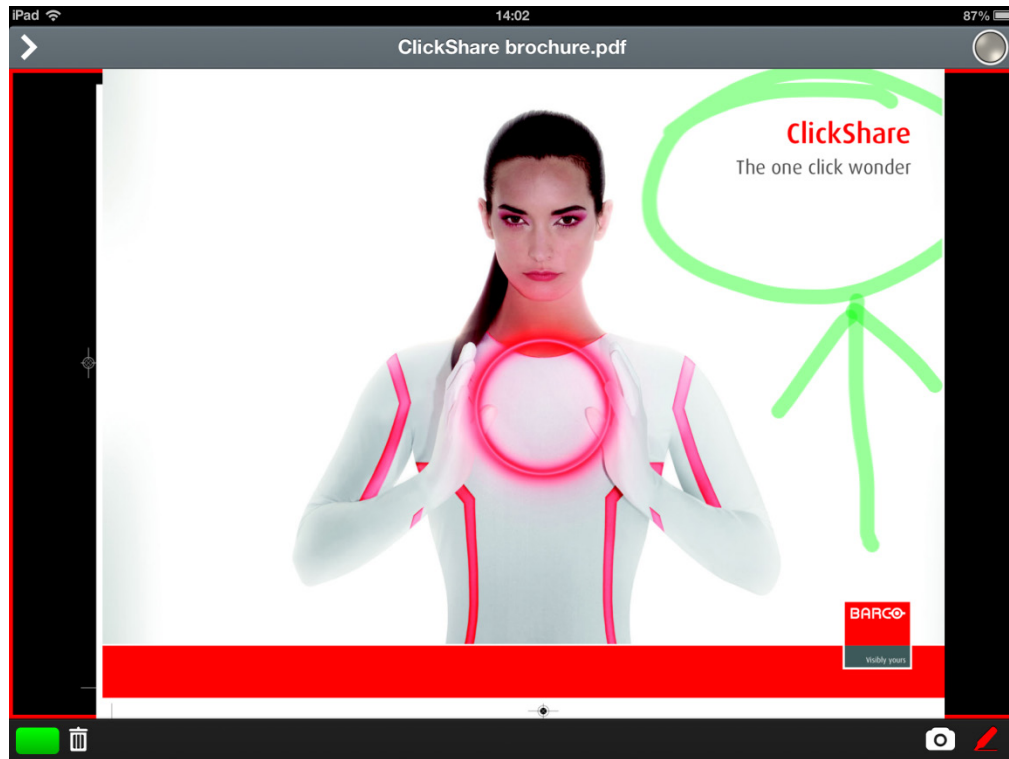 iPad 14:02 87%
ClickShare brochure.pdf
ClickShare
The one click wonder
BARCO
Visibly yours